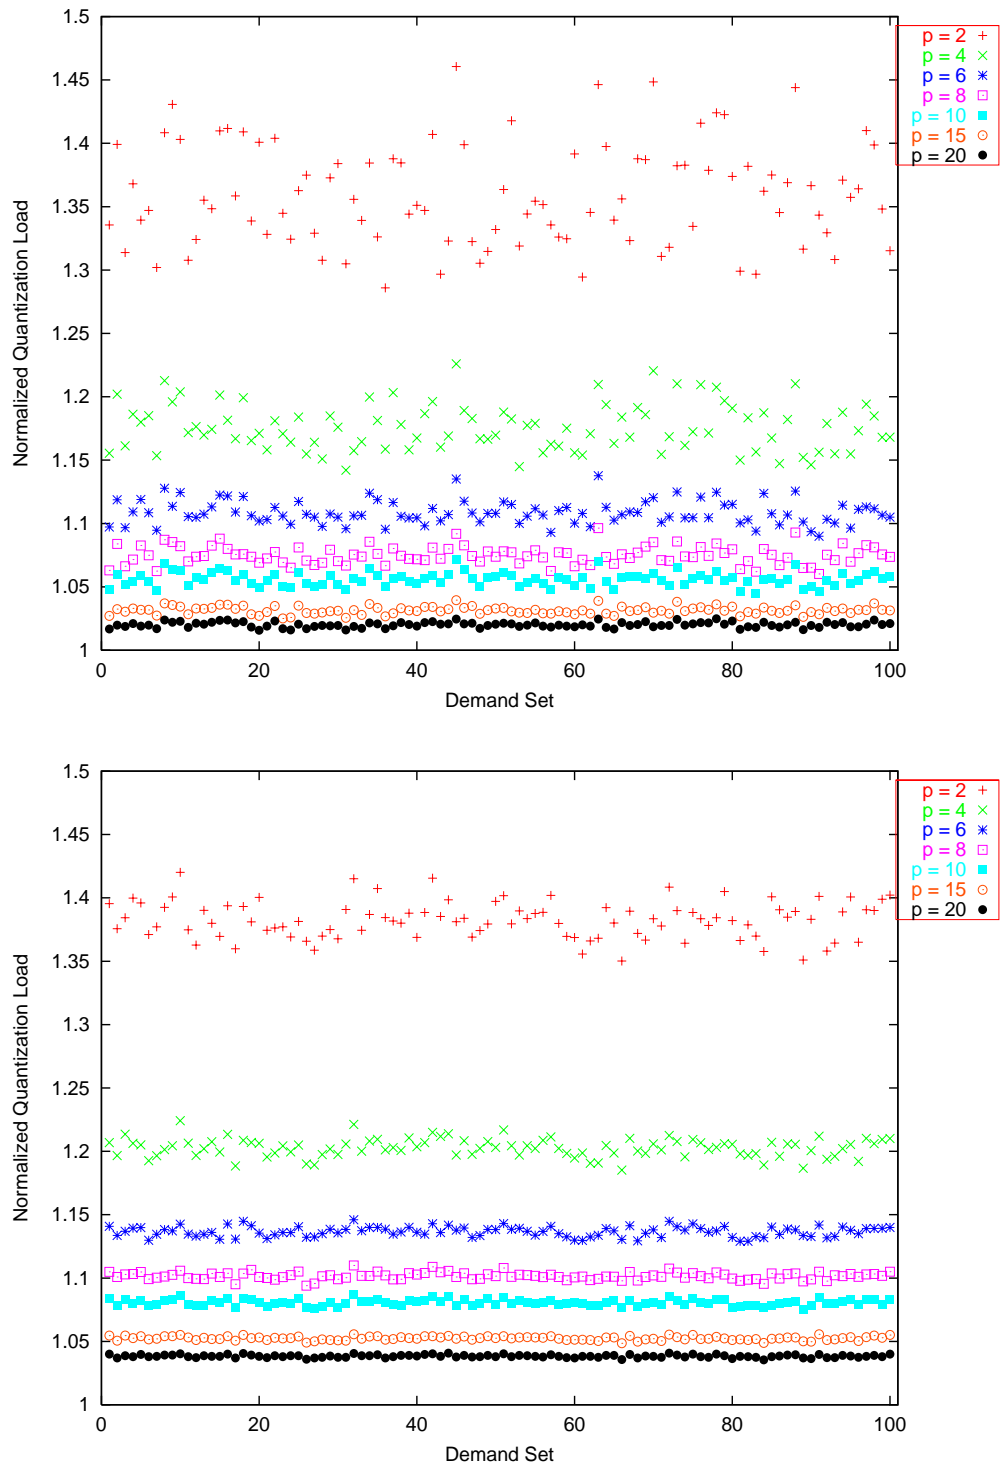 1.5
1.45
1.4
1.35
1.3
1.25
1.2
1.15
1.1
1.05
1
0
20
40
60
80
100
Normalized Quantization Load
Demand Set
p = 2
p = 4
p = 6
p = 8
p = 10
p = 15
p = 20
1.5
1.45
1.4
1.35
1.3
1.25
1.2
1.15
1.1
1.05
1
0
20
40
60
80
100
Normalized Quantization Load
Demand Set
p = 2
p = 4
p = 6
p = 8
p = 10
p = 15
p = 20